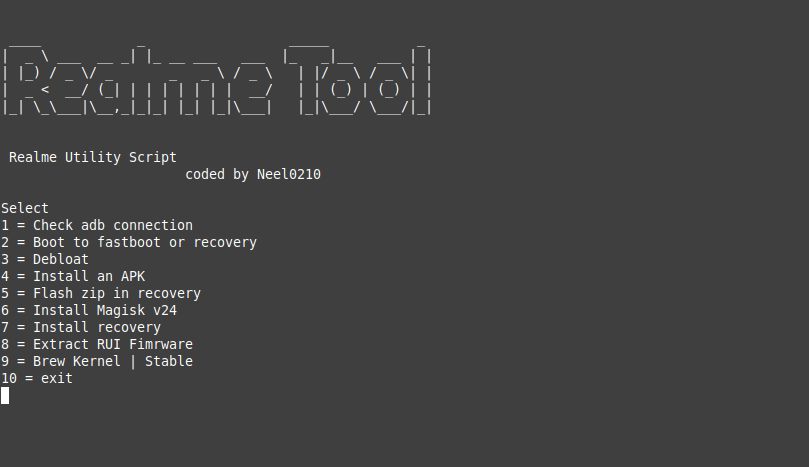 Realme Tool
Realme Utility Script
coded by Neel0210
Select
1 = Check adb connection
2 = Boot to fastboot or recovery
3 = Debloat
4 = Install an APK
5 = Flash zip in recovery
6 = Install Magisk v24
7 = Install recovery
8 = Extract RUI Fimrware
9 = Brew Kernel | Stable
10 = exit